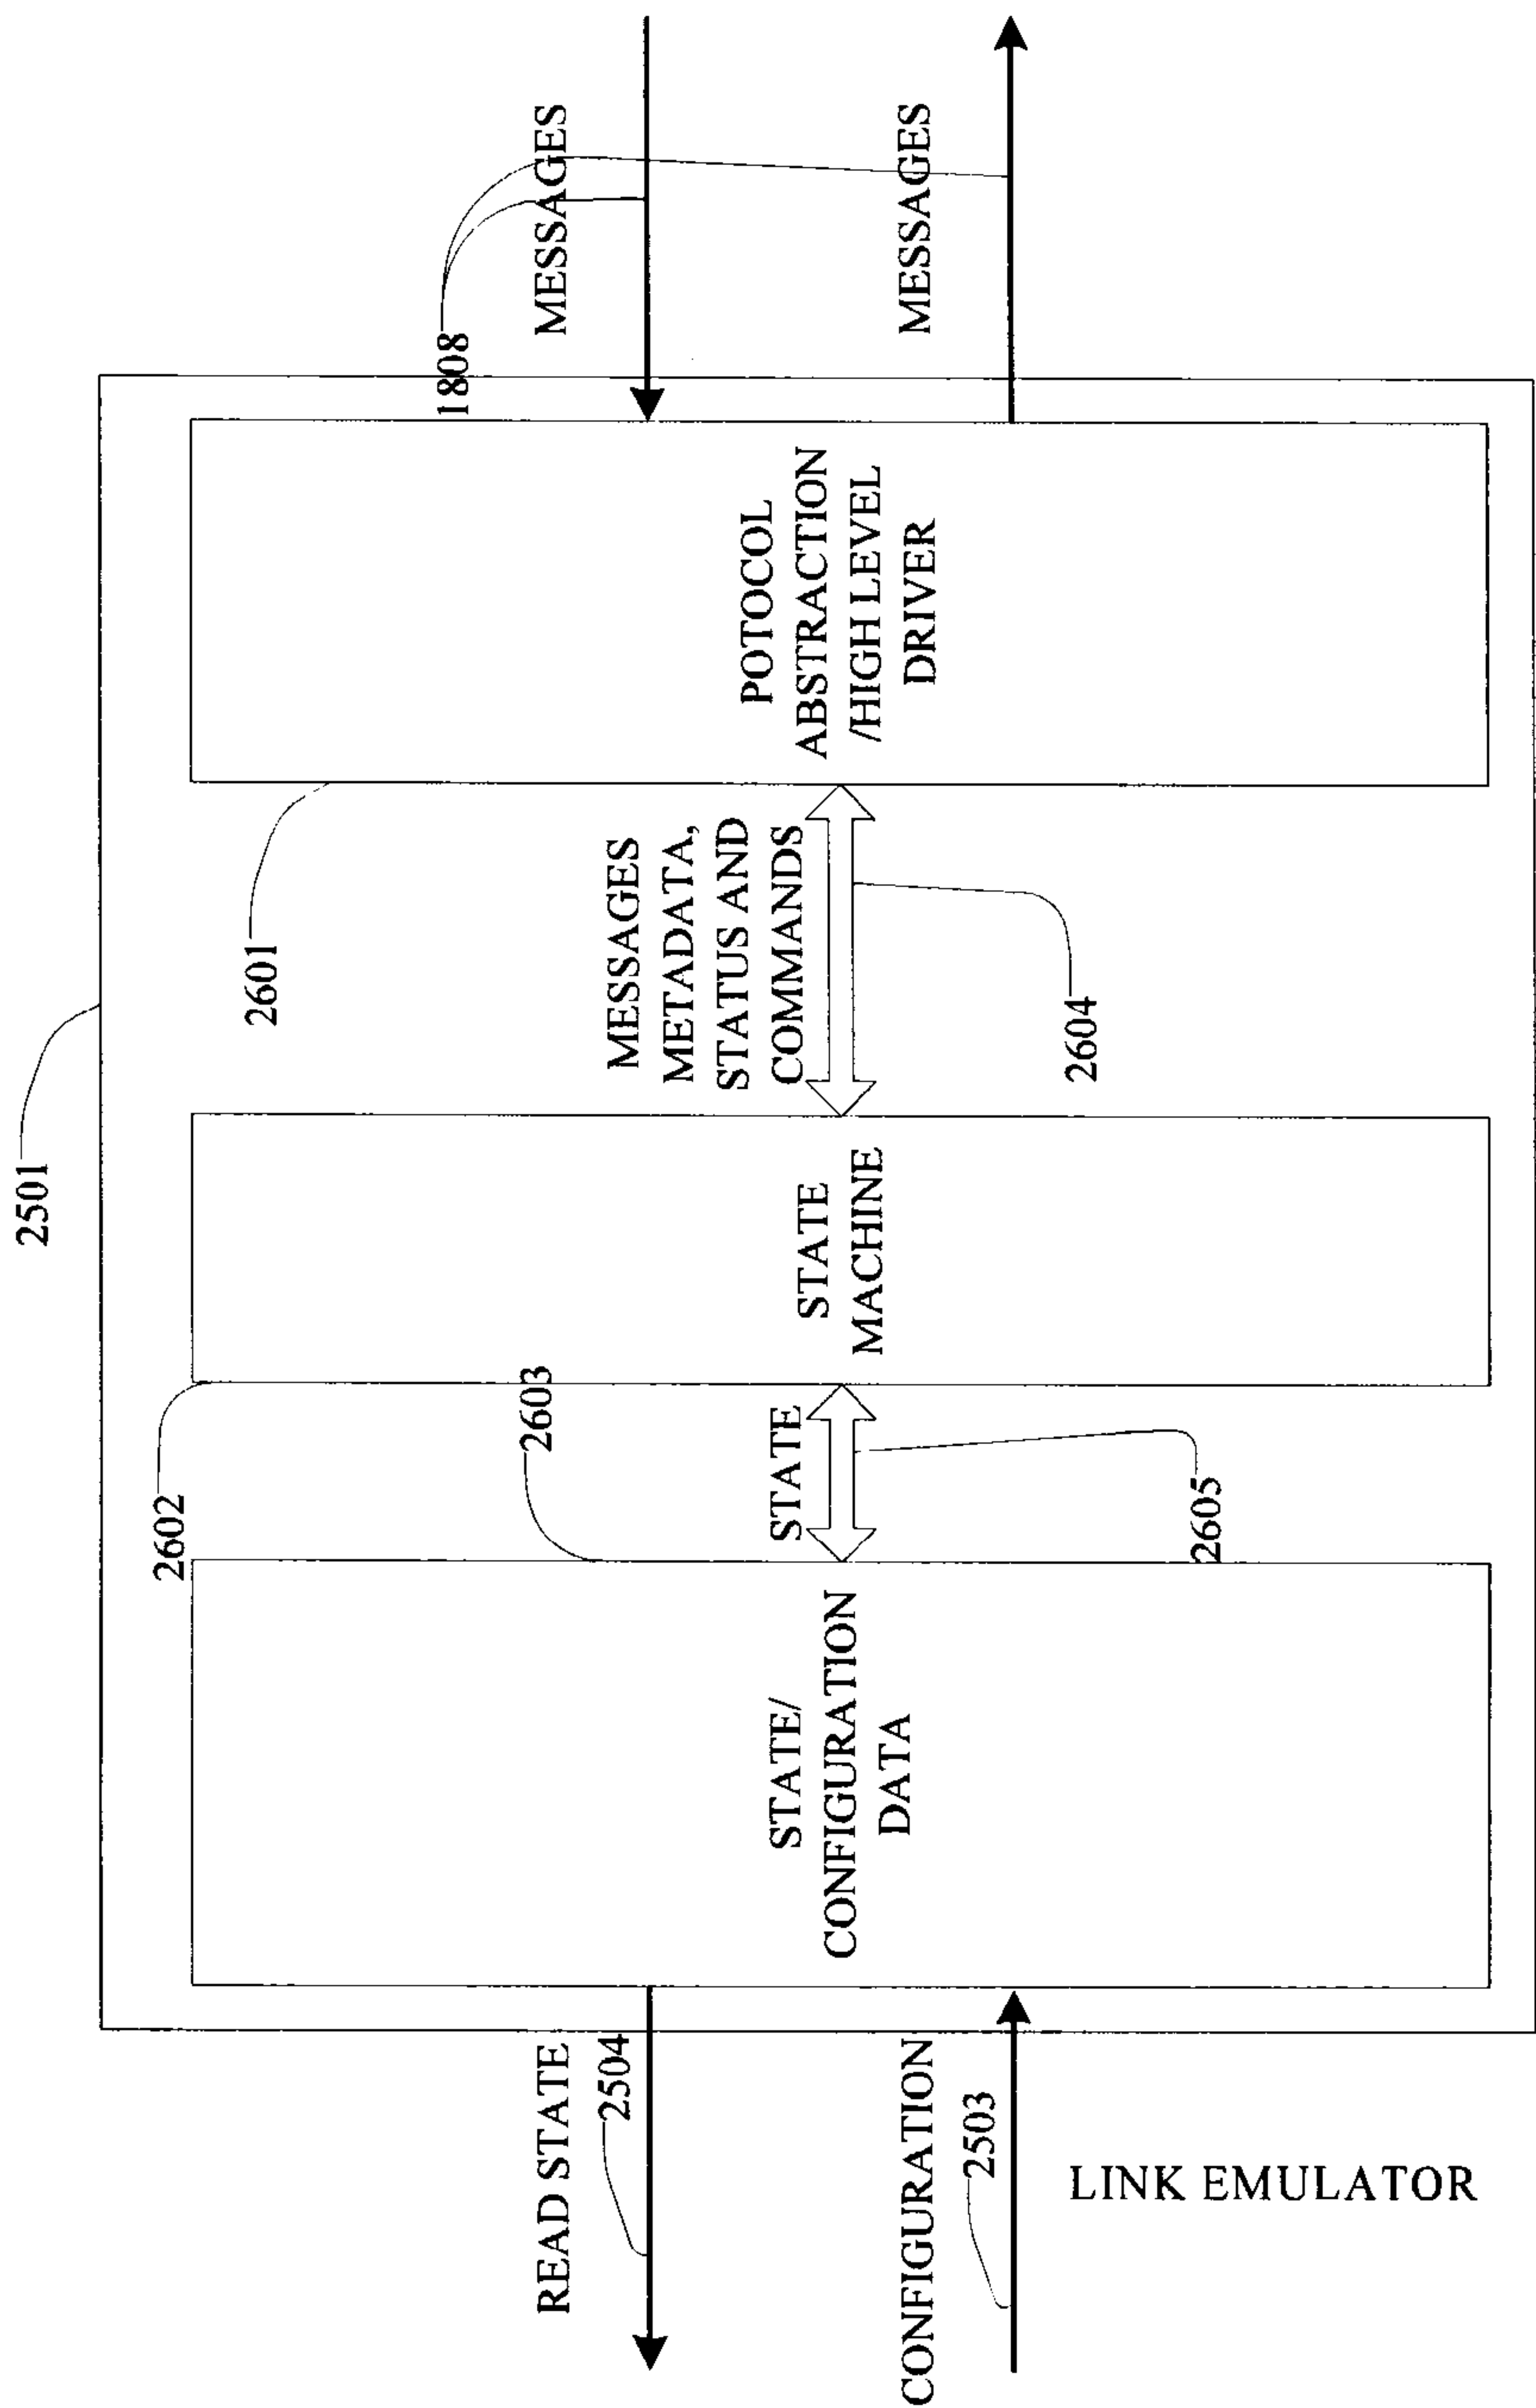 2501
2602
2601
2603
1808
READ STATE
2504
CONFIGURATION
2503
STATE/
CONFIGURATION
DATA
STATE
2605
STATE
MACHINE
MESSAGES
METADATA,
STATUS AND
COMMANDS
2604
POTOCOL
ABSTRACTION
/HIGH LEVEL
DRIVER
MESSAGES
MESSAGES
LINK EMULATOR